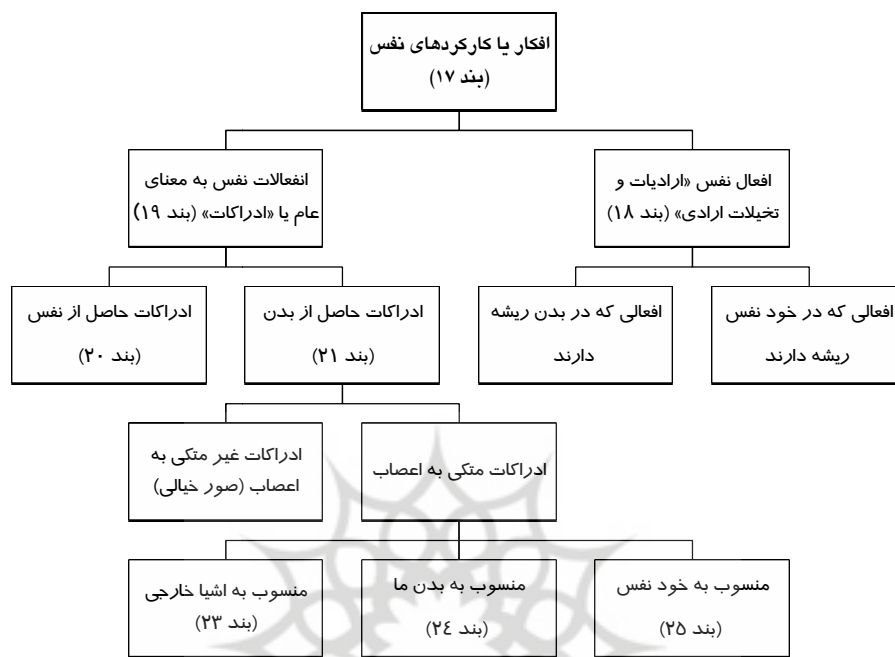 افکار یا کارکردهای نفس
(بند ۱۷)
افعال نفس «ارادیات و
تخیلات ارادی» (بند ۱۸)
انفعالات نفس به معنای
عام یا «ادراکات» (بند ۱۹)
افعالی که در خود نفس
ریشه دارند
افعالی که در بدن ریشه
دارند
ادراکات حاصل از بدن
(بند ۲۱)
ادراکات حاصل از نفس
(بند ۲۰)
ادراکات متکی به اعصاب
ادراکات غیر متکی به
اعصاب (صور خیالی)
منسوب به خود نفس
(بند ۲۵)
منسوب به بدن ما
(بند ۲٤)
منسوب به اشیا خارجی
(بند ۲۳)